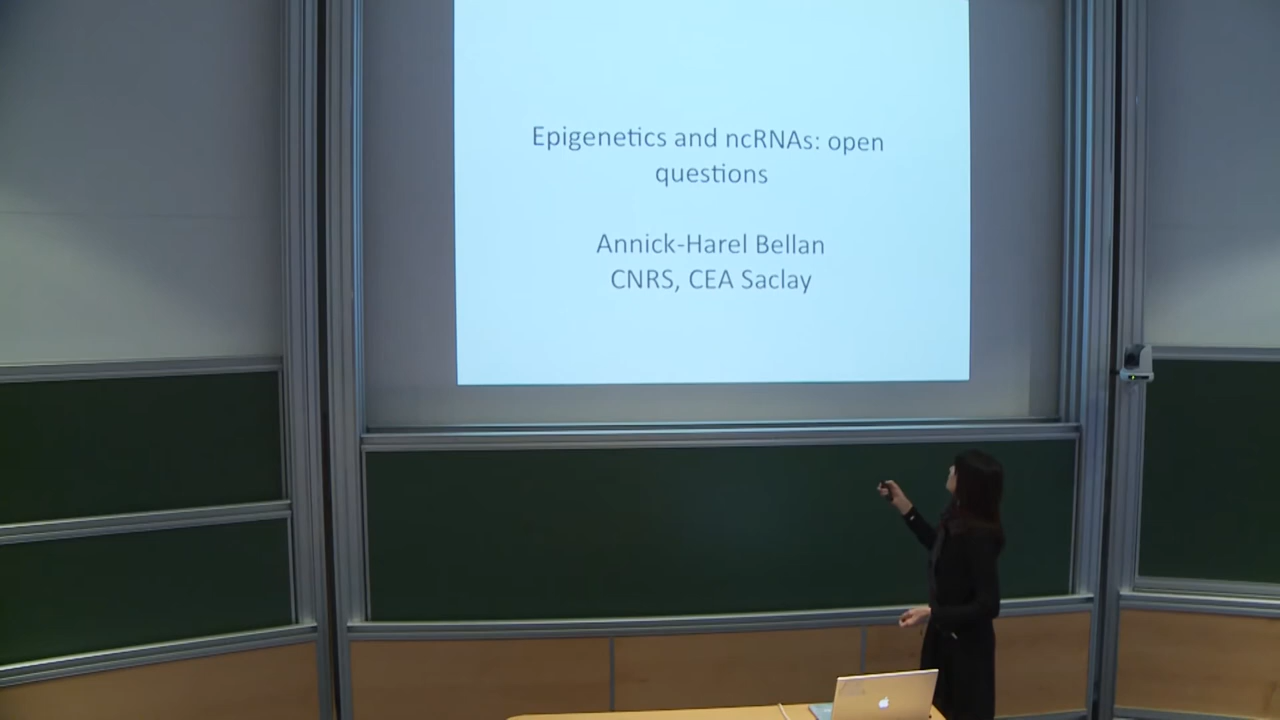 Epigenetics and ncRNAs: open
questions
Annick-Harel Bellan
CNRS, CEA Saclay